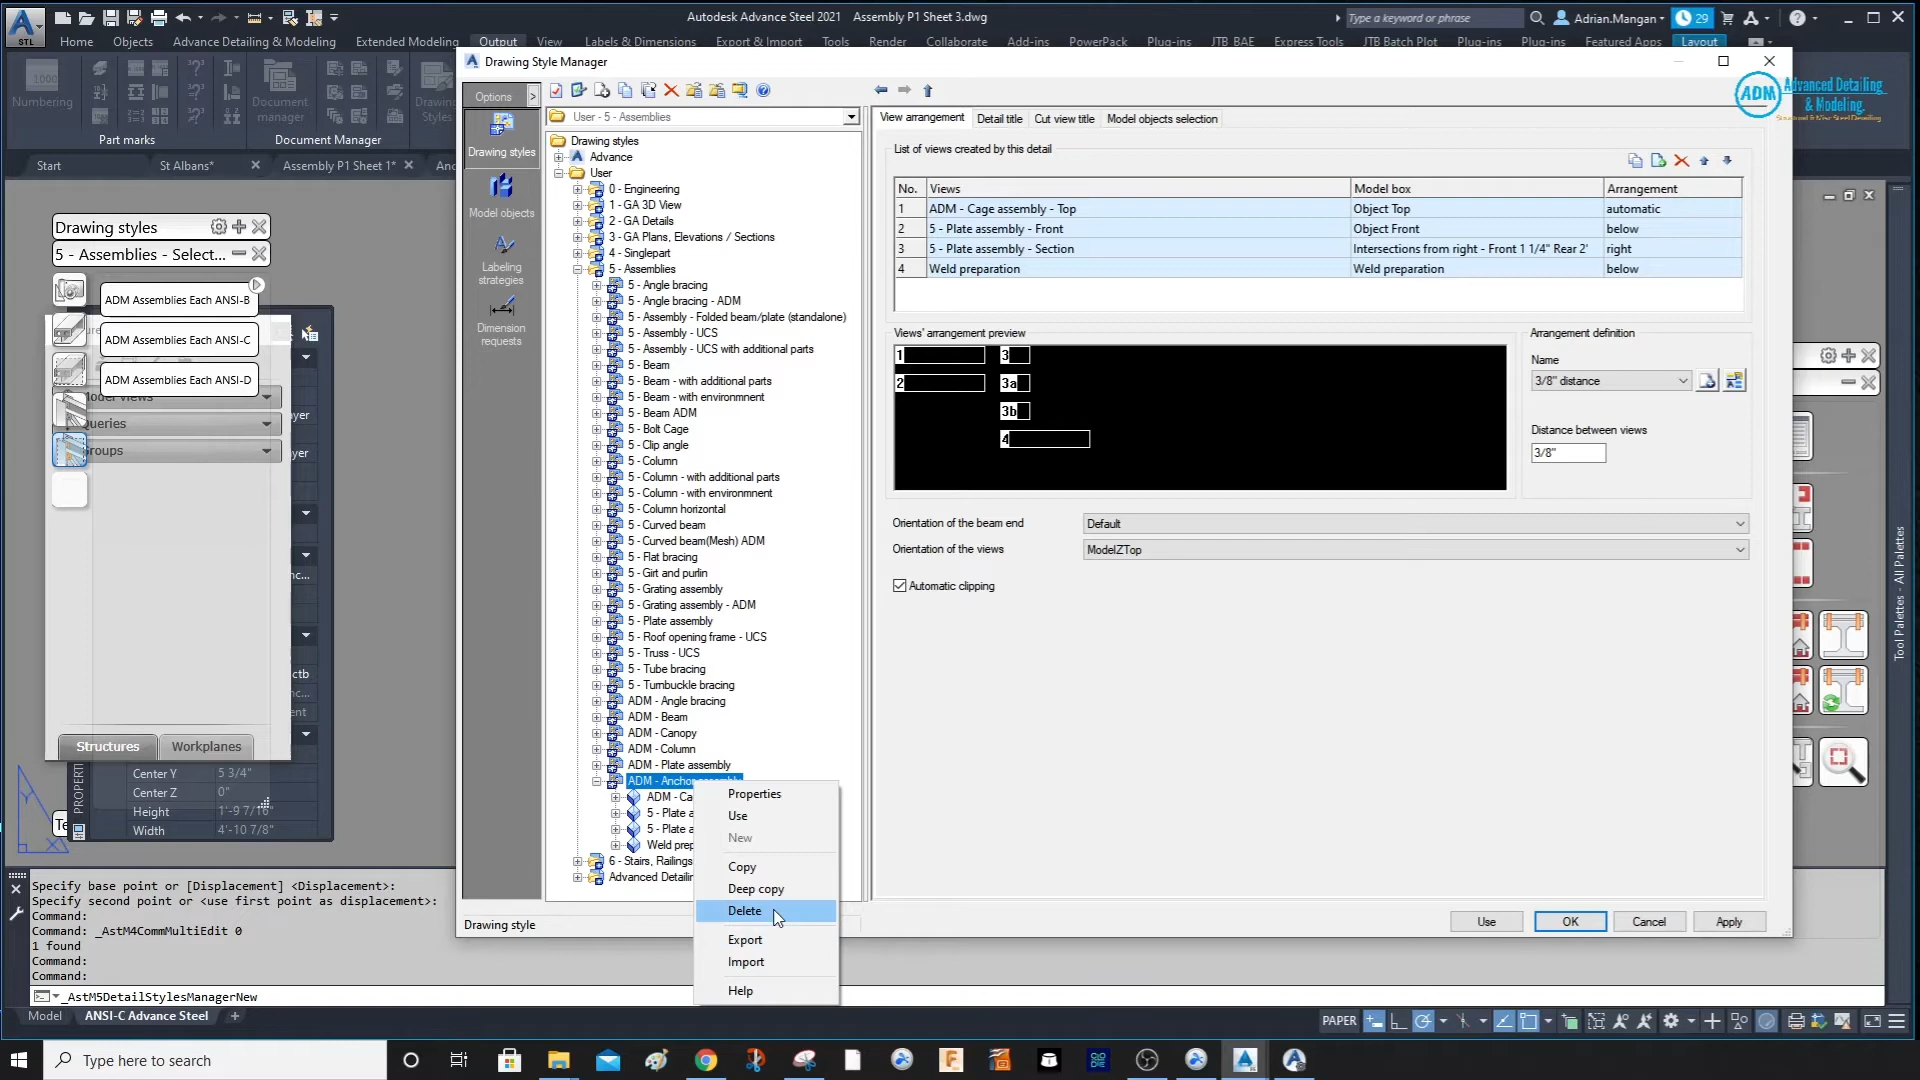 Autodesk Advance Steel 2021 Assembly P1 Sheet 3.dwg
Type a keyword or phrase
Adrian.Mangan
29
STL
Home Objects Advance Detailing & Modeling Extended Modeling Output View Labels & Dimensions Export & Import Tools Render Collaborate Add-ins PowerPack Plug-ins JTB BAE Express Tools JTB Batch Plot Plug-ins Plug-ins Featured Apps Layout
Numbering
Part marks
Document manager
Document Manager
Drawing Styles
Start
St Albans*
Assembly P1 Sheet 1*
Drawing Style Manager
ADM Advanced Detailing & Modeling.
Structural & Misc Steel Detailing
Options
Drawing styles
Model objects
Labeling strategies
Dimension requests
User - 5 - Assemblies
Drawing styles
Advance
User
0 - Engineering
1 - GA 3D View
2 - GA Details
3 - GA Plans, Elevations / Sections
4 - Singlepart
5 - Assemblies
5 - Angle bracing
5 - Angle bracing - ADM
5 - Assembly - Folded beam/plate (standalone)
5 - Assembly - UCS
5 - Assembly - UCS with additional parts
5 - Beam
5 - Beam - with additional parts
5 - Beam - with environmnent
5 - Beam ADM
5 - Bolt Cage
5 - Clip angle
5 - Column
5 - Column - with additional parts
5 - Column - with environmnent
5 - Column horizontal
5 - Curved beam
5 - Curved beam(Mesh) ADM
5 - Flat bracing
5 - Girt and purlin
5 - Grating assembly
5 - Grating assembly - ADM
5 - Plate assembly
5 - Roof opening frame - UCS
5 - Truss - UCS
5 - Tube bracing
5 - Turnbuckle bracing
ADM - Angle bracing
ADM - Beam
ADM - Canopy
ADM - Column
ADM - Plate assembly
ADM - Anchor assembly
ADM - Ca
5 - Plate a
5 - Plate a
Weld prep
6 - Stairs, Railings
Advanced Detailin
Properties
Use
New
Copy
Deep copy
Delete
Export
Import
Help
Drawing style
View arrangement Detail title Cut view title Model objects selection
List of views created by this detail
No. Views Model box Arrangement
1 ADM - Cage assembly - Top Object Top automatic
2 5 - Plate assembly - Front Object Front below
3 5 - Plate assembly - Section Intersections from right - Front 1 1/4" Rear 2' right
4 Weld preparation Weld preparation below
Views' arrangement preview
1 3
2 3a
3b
4
Arrangement definition
Name
3/8" distance
Distance between views
3/8"
Orientation of the beam end Default
Orientation of the views ModelZTop
Automatic clipping
Use OK Cancel Apply
Drawing styles
5 - Assemblies - Select...
ADM Assemblies Each ANSI-B
ADM Assemblies Each ANSI-C
ADM Assemblies Each ANSI-D
Queries
Structures Workplanes
PROPERTI
Center Y 5 3/4"
Center Z 0"
Height 1'-9 7/16"
Width 4'-10 7/8"
Tool Palettes - All Palettes
Specify base point or [Displacement] <Displacement>:
Specify second point or <use first point as displacement>:
Command:
Command: _AstM4CommMultiEdit 0
1 found
Command:
Command:
_AstM5DetailStylesManagerNew
Model ANSI-C Advance Steel
PAPER
Type here to search